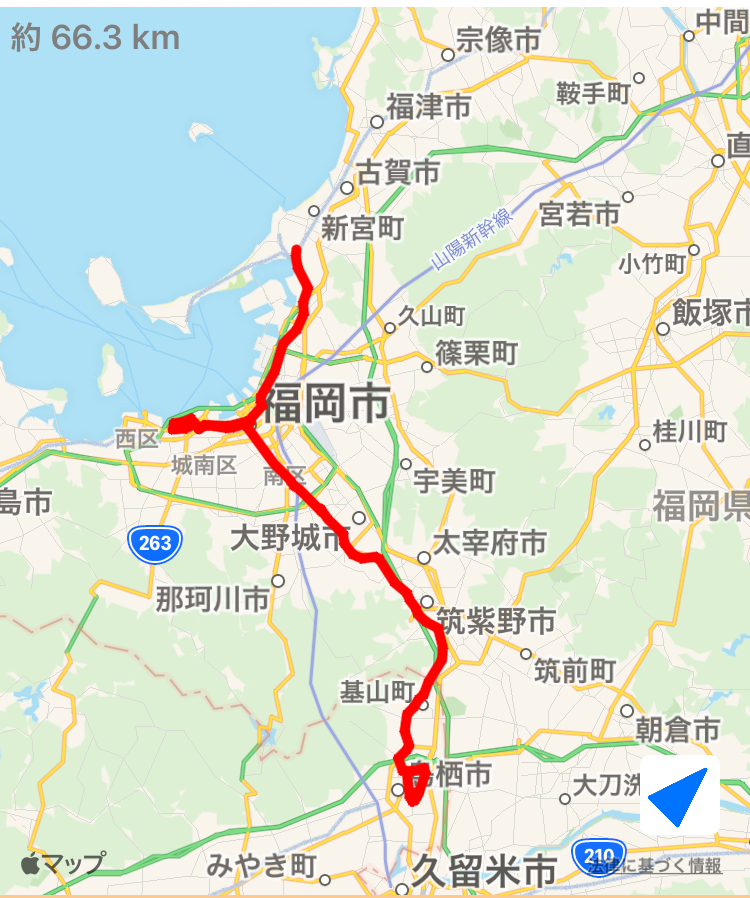 約 66.3 km
中間
宗像市
鞍手町
福津市
直
古賀市
宮若市
新宮町
山陽新幹線
小竹町
久山町
飯塚市
篠栗町
福岡市
西区
桂川町
城南区
南区
宇美町
島市
福岡県
大野城市
263
太宰府市
那珂川市
筑紫野市
筑前町
基山町
朝倉市
鳥栖市
大刀洗
マップ
みやき町
久留米市
210
法律に基づく情報